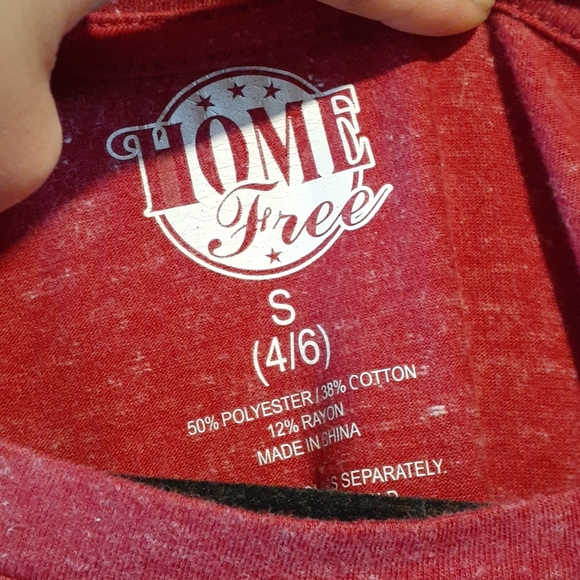 HOME
Free
S
(4/6)
50% POLYESTER / 38% COTTON
12% RAYON
MADE IN CHINA
SEPARATELY.